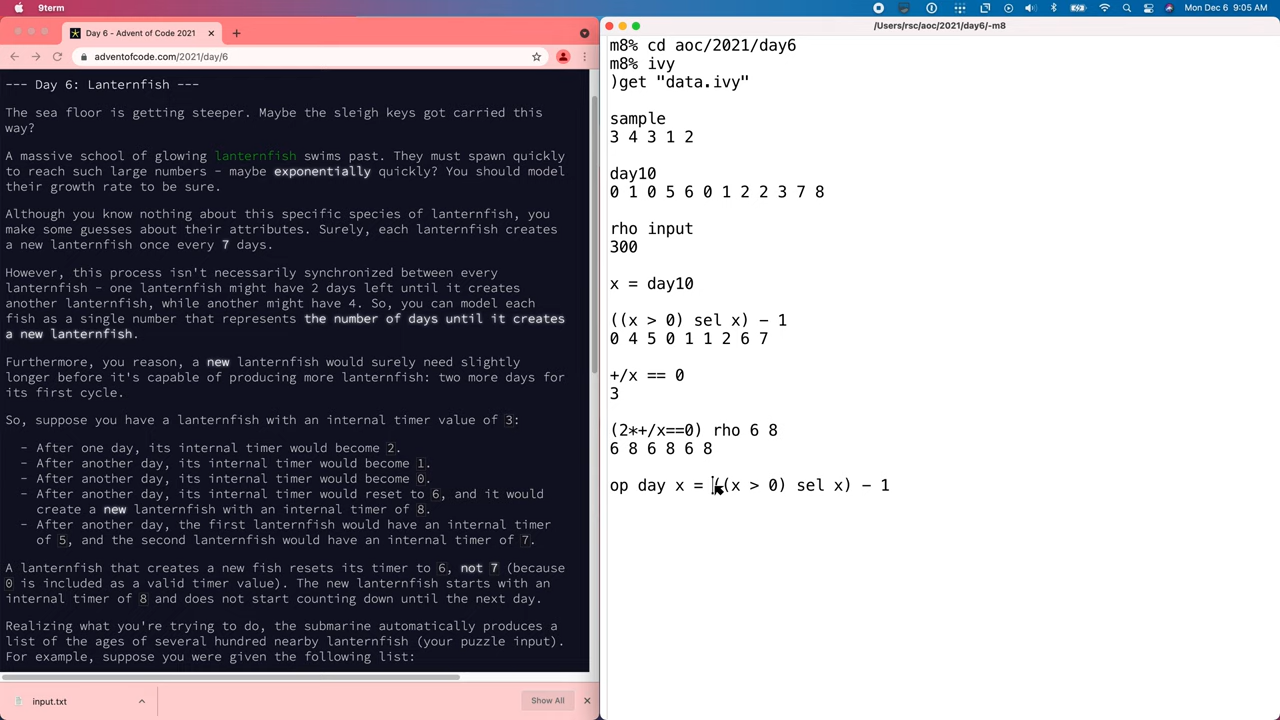 9term
Mon Dec 6 9:05 AM
Day 6 - Advent of Code 2021
adventofcode.com/2021/day/6
--- Day 6: Lanternfish ---
The sea floor is getting steeper. Maybe the sleigh keys got carried this
way?
A massive school of glowing lanternfish swims past. They must spawn quickly
to reach such large numbers - maybe exponentially quickly? You should model
their growth rate to be sure.
Although you know nothing about this specific species of lanternfish, you
make some guesses about their attributes. Surely, each lanternfish creates
a new lanternfish once every 7 days.
However, this process isn't necessarily synchronized between every
lanternfish - one lanternfish might have 2 days left until it creates
another lanternfish, while another might have 4. So, you can model each
fish as a single number that represents the number of days until it creates
a new lanternfish.
Furthermore, you reason, a new lanternfish would surely need slightly
longer before it's capable of producing more lanternfish: two more days for
its first cycle.
So, suppose you have a lanternfish with an internal timer value of 3:
- After one day, its internal timer would become 2.
- After another day, its internal timer would become 1.
- After another day, its internal timer would become 0.
- After another day, its internal timer would reset to 6, and it would
create a new lanternfish with an internal timer of 8.
- After another day, the first lanternfish would have an internal timer
of 5, and the second lanternfish would have an internal timer of 7.
A lanternfish that creates a new fish resets its timer to 6, not 7 (because
0 is included as a valid timer value). The new lanternfish starts with an
internal timer of 8 and does not start counting down until the next day.
Realizing what you're trying to do, the submarine automatically produces a
list of the ages of several hundred nearby lanternfish (your puzzle input).
For example, suppose you were given the following list:
input.txt
Show All
/Users/rsc/aoc/2021/day6/-m8
m8% cd aoc/2021/day6
m8% ivy
)get "data.ivy"
sample
3 4 3 1 2
day10
0 1 0 5 6 0 1 2 2 3 7 8
rho input
300
x = day10
((x > 0) sel x) - 1
0 4 5 0 1 1 2 6 7
+/x == 0
3
(2*+/x==0) rho 6 8
6 8 6 8 6 8
op day x = ((x > 0) sel x) - 1